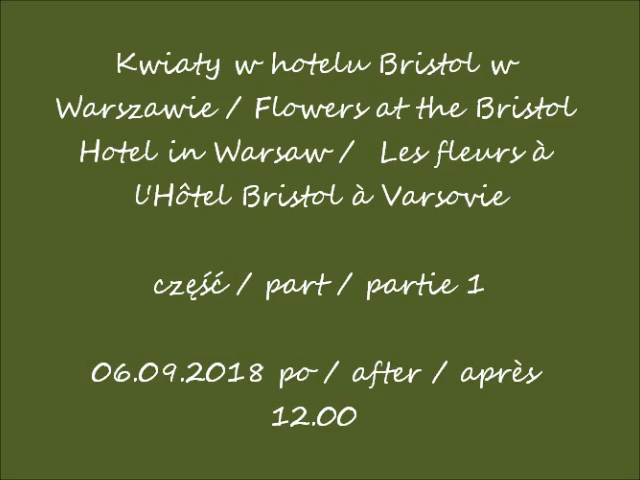 Kwiaty w hotelu Bristol w
Warszawie / Flowers at the Bristol
Hotel in Warsaw / Les fleurs à
l'Hôtel Bristol à Varsovie
część / part / partie 1
06.09.2018 po / after / après
12.00